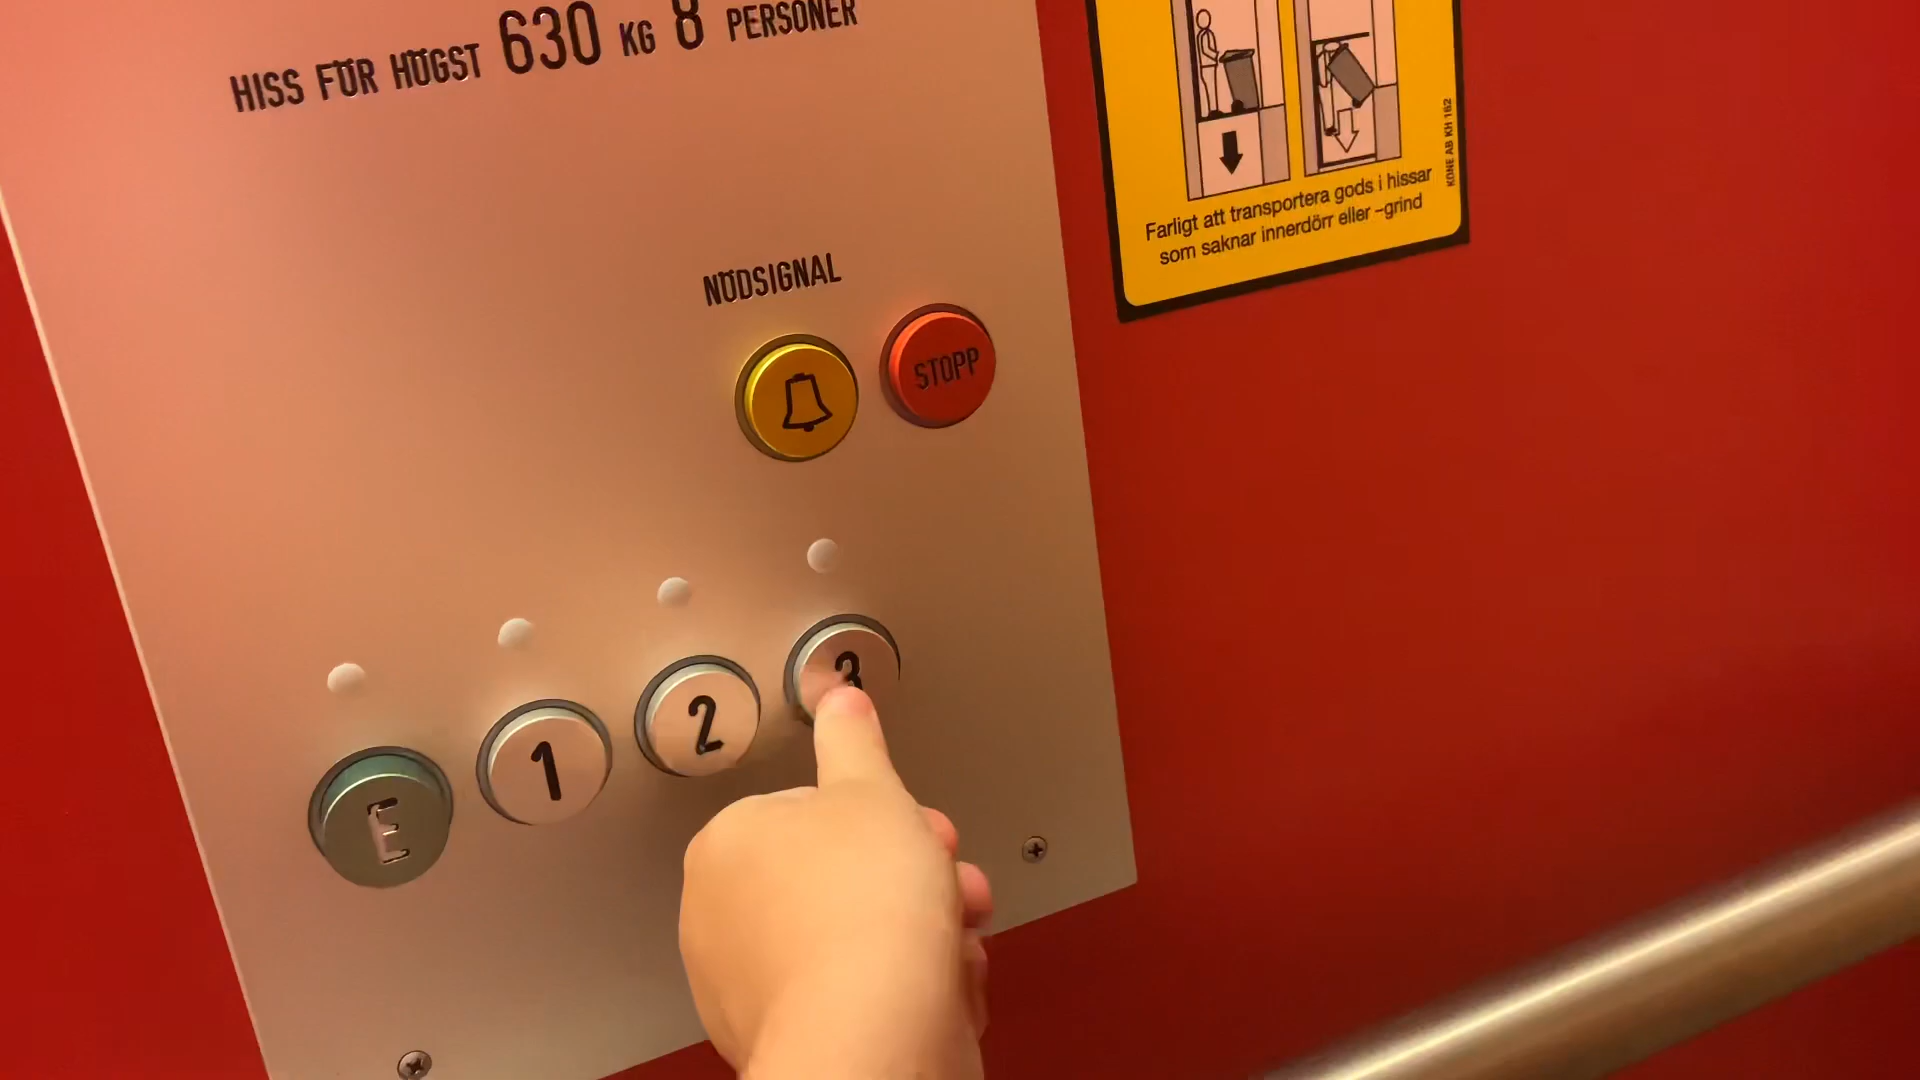 HISS FÖR HÖGST 630 KG 8 PERSONER
NÖDSIGNAL
STOPP
E
1
2
3
Farligt att transportera gods i hissar
som saknar innerdörr eller –grind
KONE AB KH 162